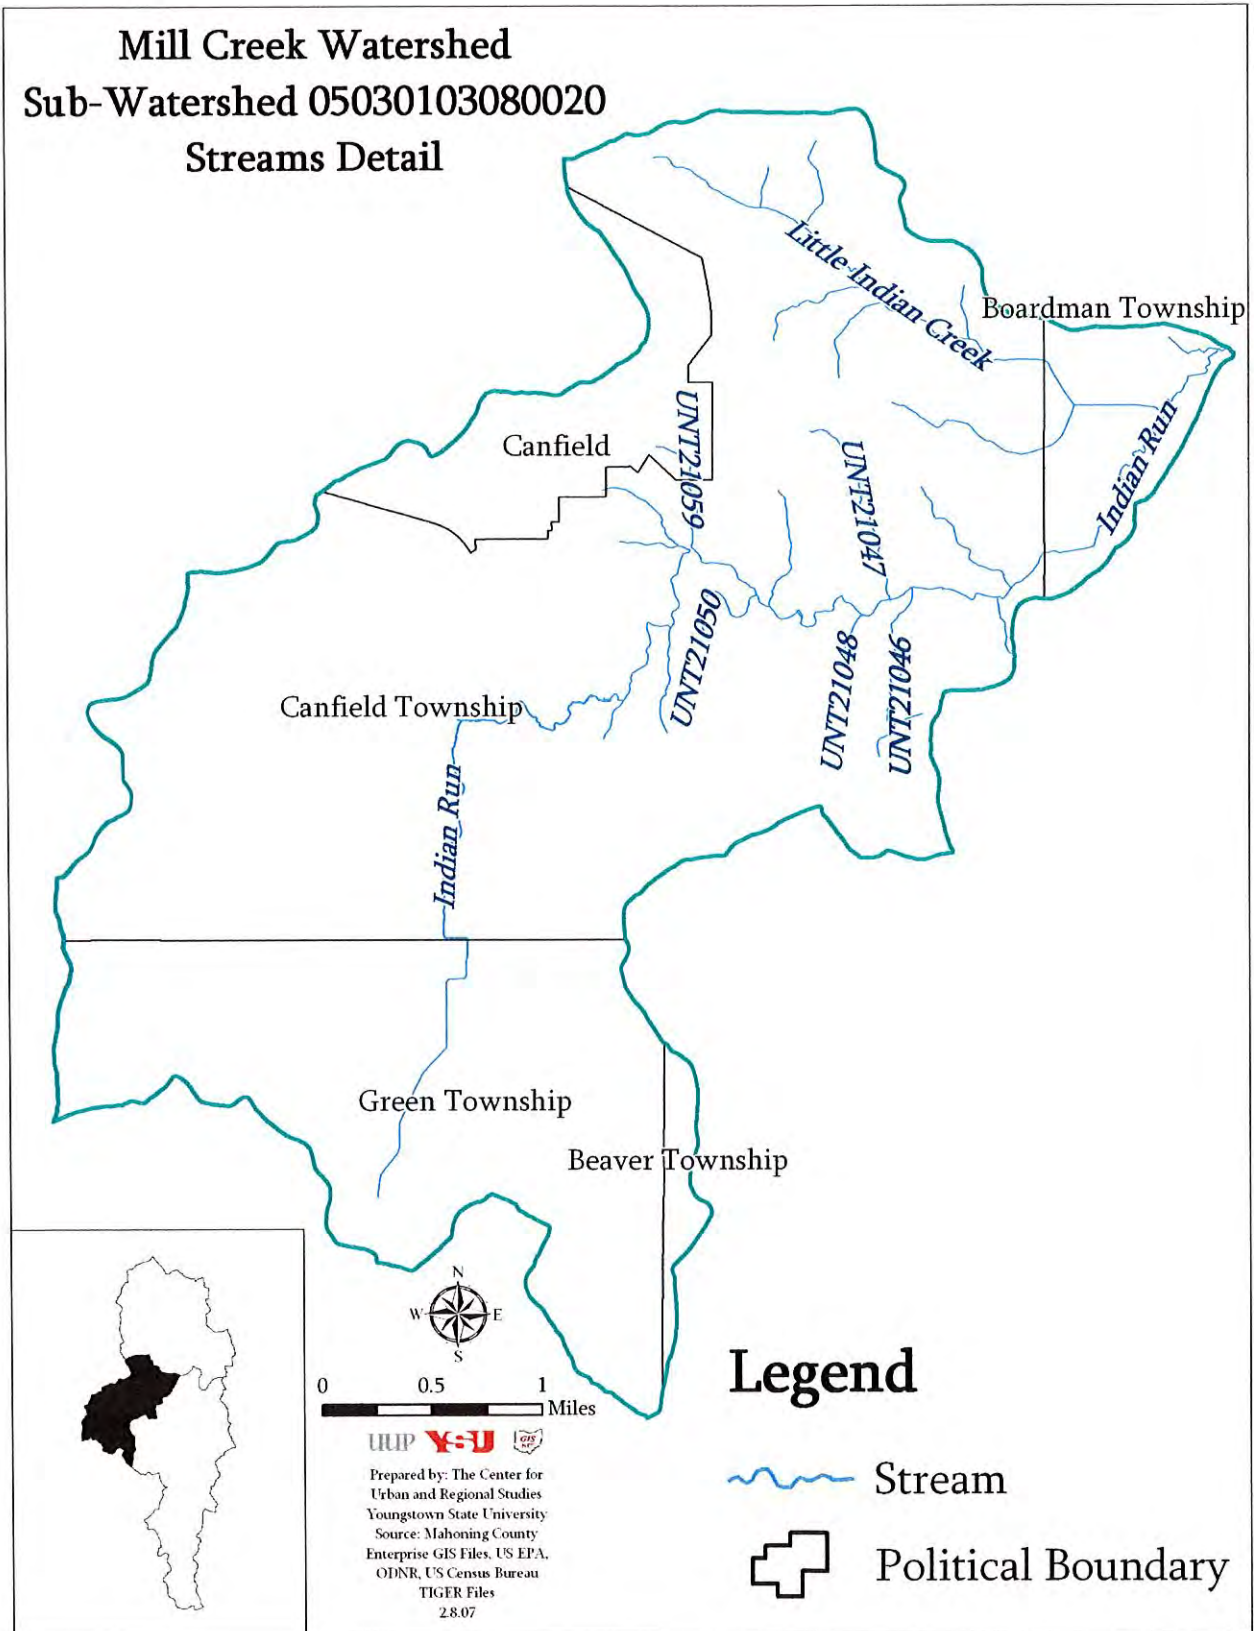 Mill Creek Watershed
Sub-Watershed 05030103080020
Streams Detail
Little Indian Creek
Boardman Township
Indian Run
Canfield
UNT21059
UNT21047
UNT21050
UNT21048
UNT21046
Canfield Township
Indian Run
Green Township
Beaver Township
N
W E
S
0 0.5 1
Miles
UUP YSU GIS
Prepared by: The Center for
Urban and Regional Studies
Youngstown State University
Source: Mahoning County
Enterprise GIS Files, US EPA,
ODNR, US Census Bureau
TIGER Files
2.8.07
Legend
Stream
Political Boundary